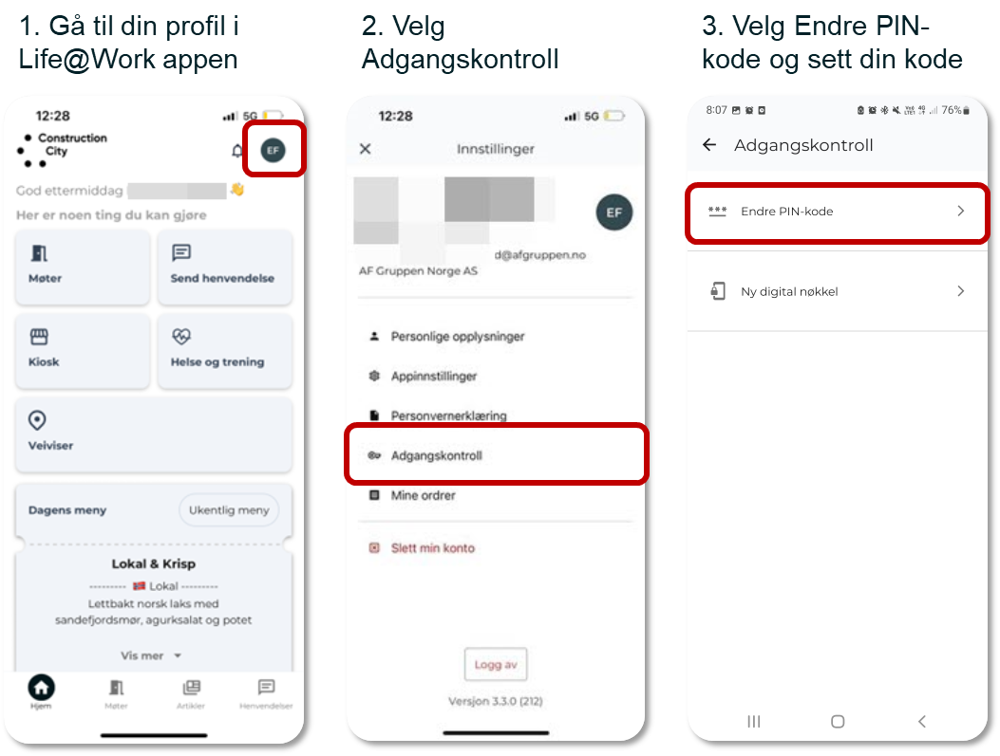 1. Gå til din profil i
Life@Work appen
12:28
5G
Construction
City
EF
God ettermiddag
Her er noen ting du kan gjøre
Møter
Send henvendelse
Kiosk
Helse og trening
Veiviser
Dagens meny
Ukentlig meny
Lokal & Krisp
--------- Lokal ---------
Lettbakt norsk laks med
sandefjordsmør, agurksalat og potet
Vis mer
Hjem
Møter
Artikler
Henvendelser
2. Velg
Adgangskontroll
12:28
5G
Innstillinger
EF
d@afgruppen.no
AF Gruppen Norge AS
Personlige opplysninger
Appinnstillinger
Personvernerklæring
Adgangskontroll
Mine ordrer
Slett min konto
Logg av
Versjon 3.3.0 (212)
3. Velg Endre PIN-
kode og sett din kode
8:07
76%
Adgangskontroll
*** Endre PIN-kode
Ny digital nøkkel